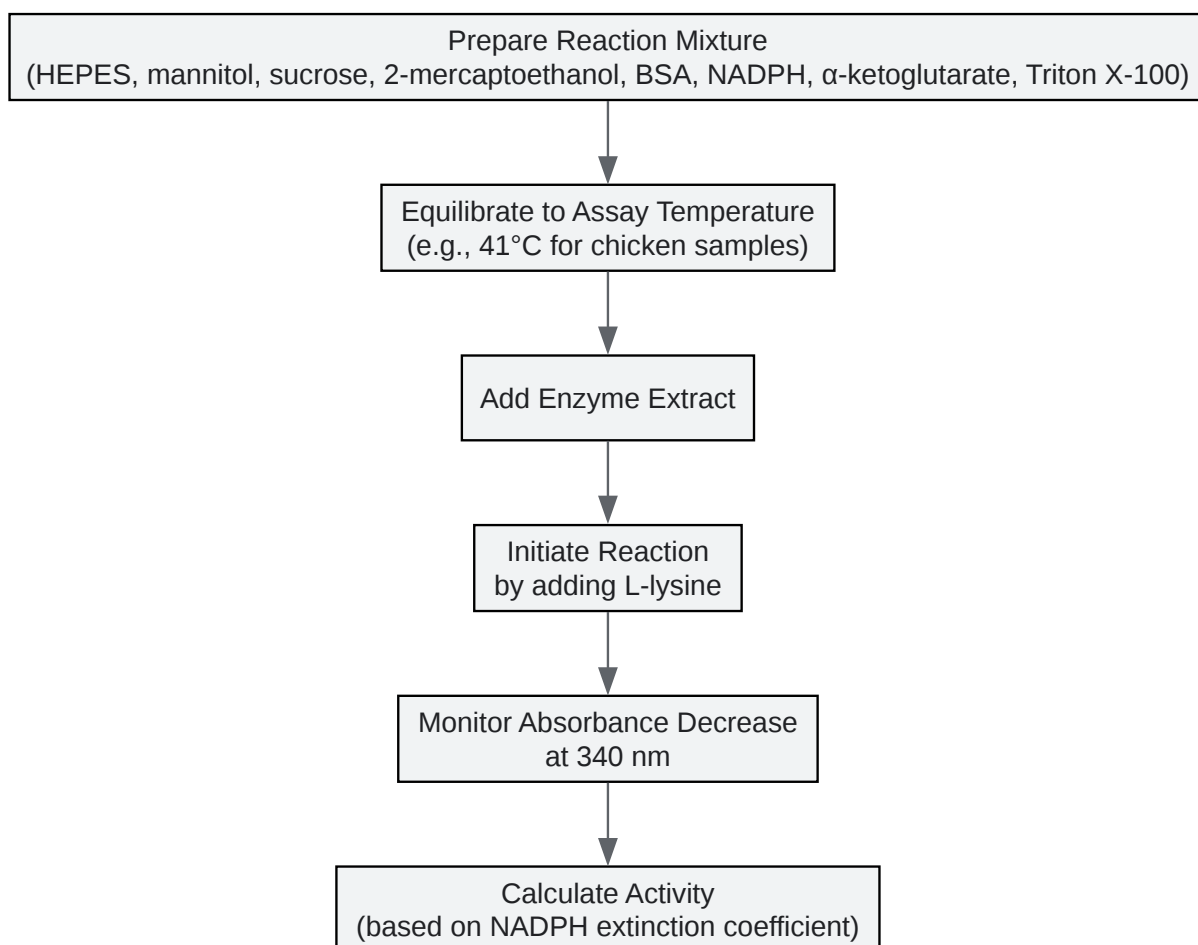 Prepare Reaction Mixture
(HEPES, mannitol, sucrose, 2-mercaptoethanol, BSA, NADPH, α-ketoglutarate, Triton X-100)
Equilibrate to Assay Temperature
(e.g., 41°C for chicken samples)
Add Enzyme Extract
Initiate Reaction
by adding L-lysine
Monitor Absorbance Decrease
at 340 nm
Calculate Activity
(based on NADPH extinction coefficient)